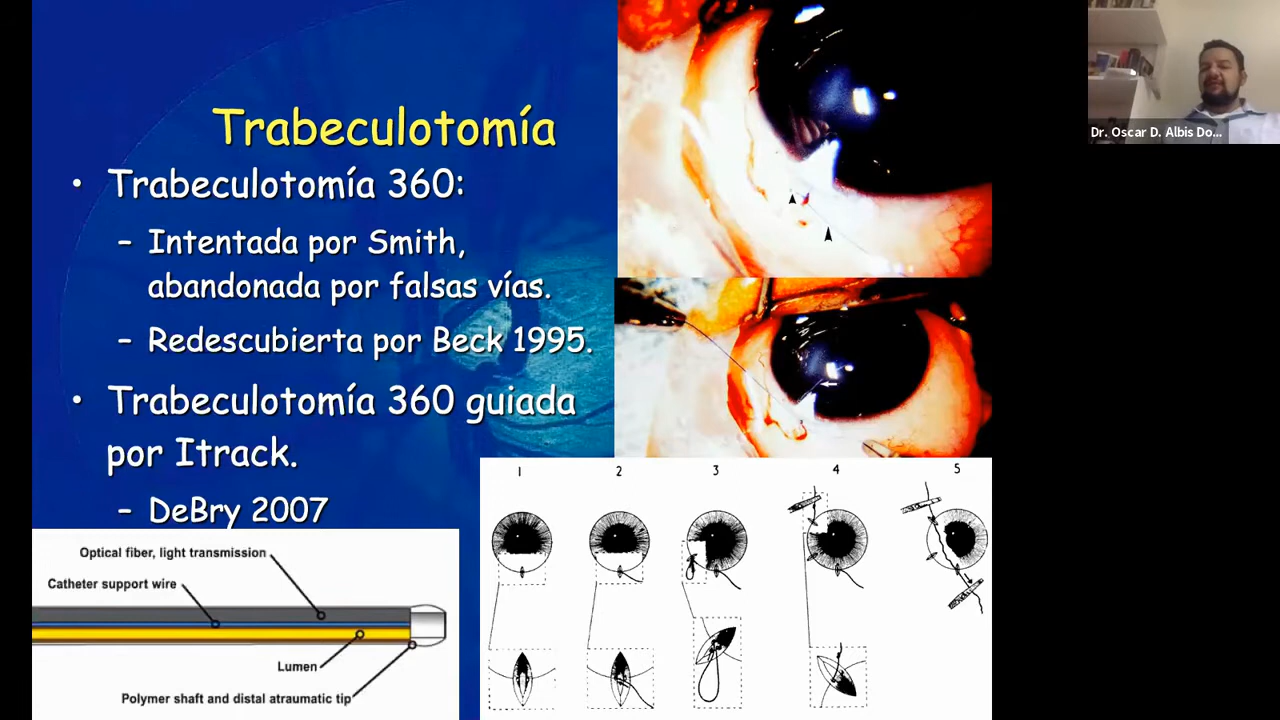 Trabeculotomía
• Trabeculotomía 360:
– Intentada por Smith,
abandonada por falsas vías.
– Redescubierta por Beck 1995.
• Trabeculotomía 360 guiada
por Itrack.
– DeBry 2007
Optical fiber, light transmission
Catheter support wire
Lumen
Polymer shaft and distal atraumatic tip
1 2 3 4 5
Dr. Oscar D. Albis Do...